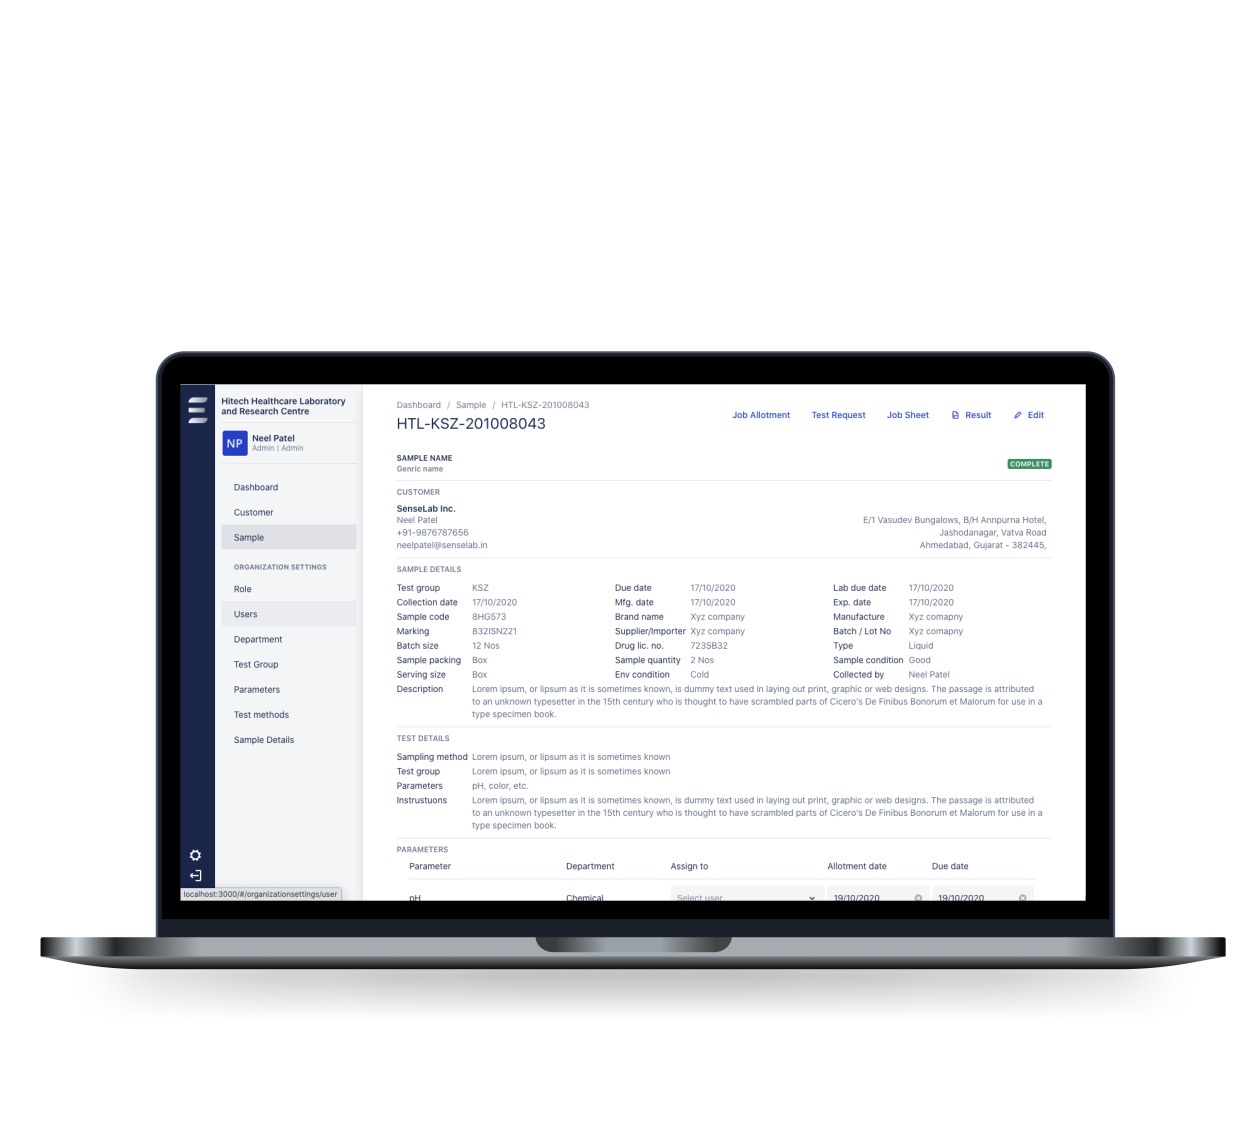 Hitech Healthcare Laboratory
and Research Centre
NP
Neel Patel
Admin | Admin
Dashboard
Customer
Sample
ORGANIZATION SETTINGS
Role
Users
Department
Test Group
Parameters
Test methods
Sample Details
localhost:3000/#/organizationsettings/user
Dashboard / Sample / HTL-KSZ-201008043
HTL-KSZ-201008043
Job Allotment Test Request Job Sheet Result Edit
SAMPLE NAME
Genric name
COMPLETE
CUSTOMER
SenseLab Inc.
Neel Patel
+91-9876787656
neelpatel@senselab.in
E/1 Vasudev Bungalows, B/H Annpurna Hotel,
Jashodanagar, Vatva Road
Ahmedabad, Gujarat - 382445,
SAMPLE DETAILS
Test group KSZ Due date 17/10/2020 Lab due date 17/10/2020
Collection date 17/10/2020 Mfg. date 17/10/2020 Exp. date 17/10/2020
Sample code 8HG573 Brand name Xyz company Manufacture Xyz comapny
Marking 832ISN221 Supplier/Importer Xyz company Batch / Lot No Xyz comapny
Batch size 12 Nos Drug lic. no. 723SB32 Type Liquid
Sample packing Box Sample quantity 2 Nos Sample condition Good
Serving size Box Env condition Cold Collected by Neel Patel
Description Lorem ipsum, or lipsum as it is sometimes known, is dummy text used in laying out print, graphic or web designs. The passage is attributed
to an unknown typesetter in the 15th century who is thought to have scrambled parts of Cicero's De Finibus Bonorum et Malorum for use in a
type specimen book.
TEST DETAILS
Sampling method Lorem ipsum, or lipsum as it is sometimes known
Test group Lorem ipsum, or lipsum as it is sometimes known
Parameters pH, color, etc.
Instrustuons Lorem ipsum, or lipsum as it is sometimes known, is dummy text used in laying out print, graphic or web designs. The passage is attributed
to an unknown typesetter in the 15th century who is thought to have scrambled parts of Cicero's De Finibus Bonorum et Malorum for use in a
type specimen book.
PARAMETERS
Parameter Department Assign to Allotment date Due date
pH Chemical Select user 19/10/2020 19/10/2020